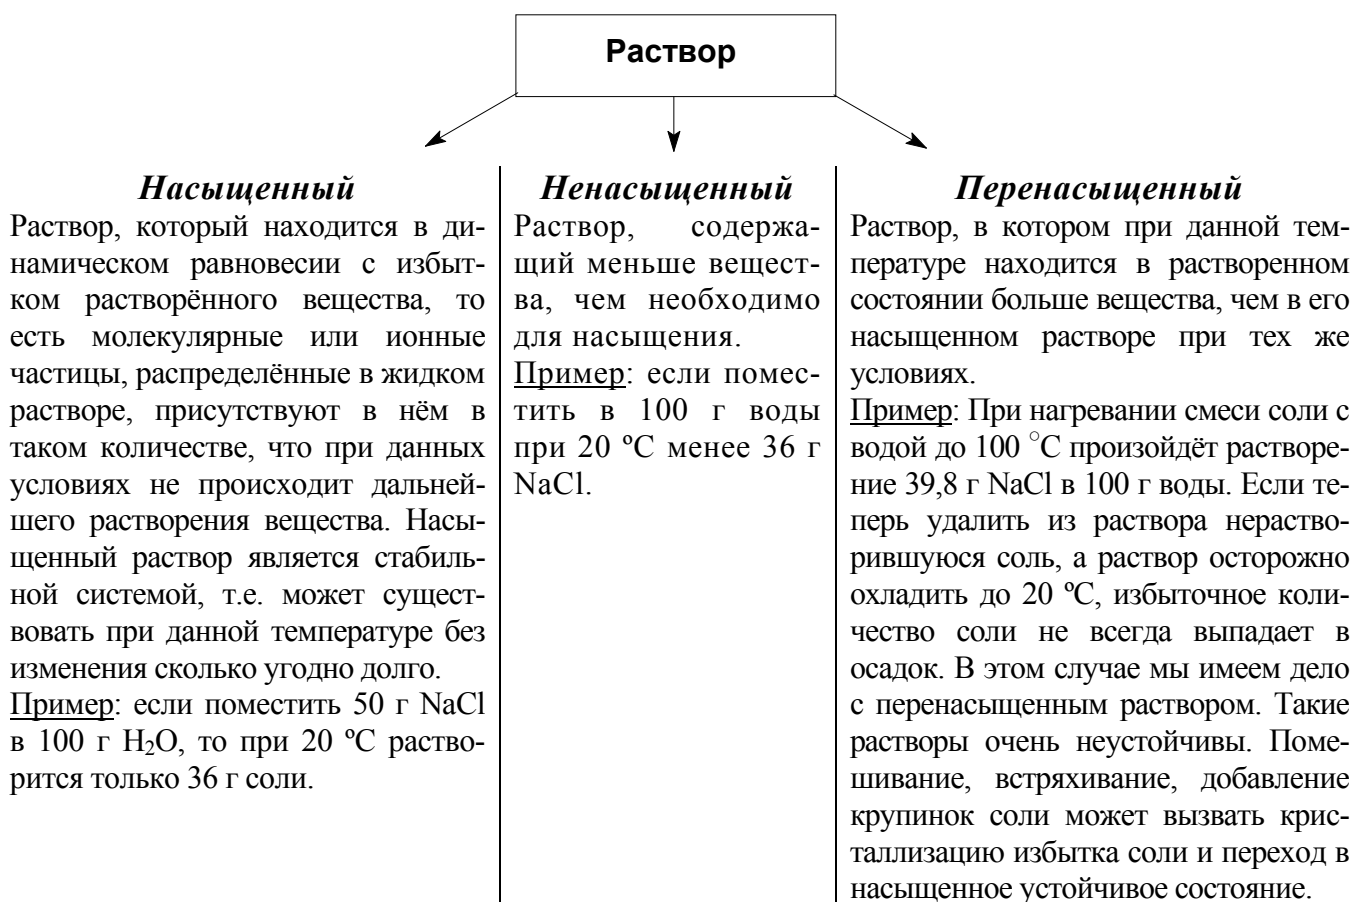 Раствор
Насыщенный
Раствор, который находится в ди-
намическом равновесии с избыт-
ком растворённого вещества, то
есть молекулярные или ионные
частицы, распределённые в жидком
растворе, присутствуют в нём в
таком количестве, что при данных
условиях не происходит дальней-
шего растворения вещества. Насы-
щенный раствор является стабиль-
ной системой, т.е. может сущест-
вовать при данной температуре без
изменения сколько угодно долго.
Пример: если поместить 50 г NaCl
в 100 г H₂O, то при 20 ºС раство-
рится только 36 г соли.
Ненасыщенный
Раствор, содержа-
щий меньше вещест-
ва, чем необходимо
для насыщения.
Пример: если помес-
тить в 100 г воды
при 20 ºС менее 36 г
NaCl.
Перенасыщенный
Раствор, в котором при данной тем-
пературе находится в растворенном
состоянии больше вещества, чем в его
насыщенном растворе при тех же
условиях.
Пример: При нагревании смеси соли с
водой до 100 °С произойдёт растворе-
ние 39,8 г NaCl в 100 г воды. Если те-
перь удалить из раствора нераство-
рившуюся соль, а раствор осторожно
охладить до 20 ºС, избыточное коли-
чество соли не всегда выпадает в
осадок. В этом случае мы имеем дело
с перенасыщенным раствором. Такие
растворы очень неустойчивы. Поме-
шивание, встряхивание, добавление
крупинок соли может вызвать крис-
таллизацию избытка соли и переход в
насыщенное устойчивое состояние.